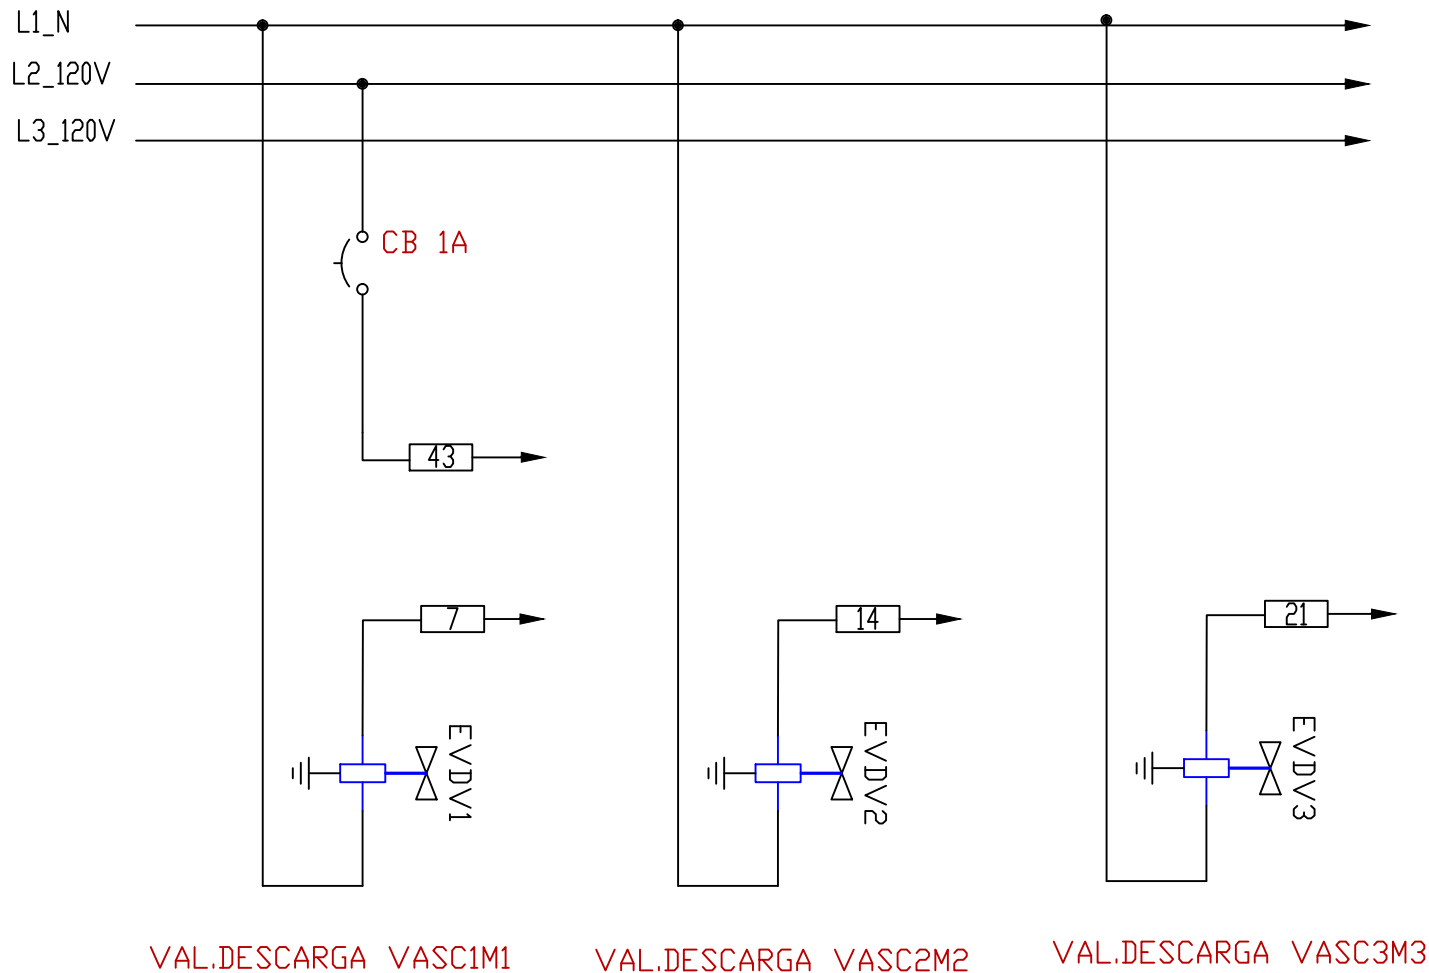 L1_N
L2_120V
L3_120V
CB 1A
43
7
14
21
EVDV1
EVDV2
EVDV3
VAL.DESCARGA VASC1M1
VAL.DESCARGA VASC2M2
VAL.DESCARGA VASC3M3